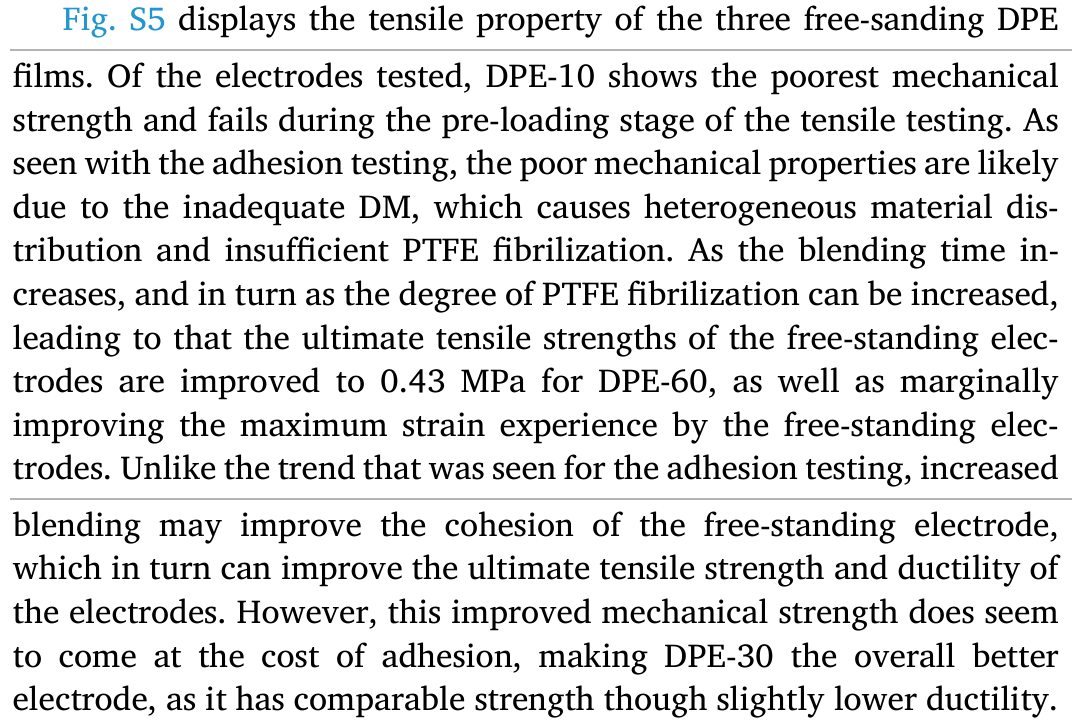 Fig. S5 displays the tensile property of the three free-sanding DPE
films. Of the electrodes tested, DPE-10 shows the poorest mechanical
strength and fails during the pre-loading stage of the tensile testing. As
seen with the adhesion testing, the poor mechanical properties are likely
due to the inadequate DM, which causes heterogeneous material dis-
tribution and insufficient PTFE fibrilization. As the blending time in-
creases, and in turn as the degree of PTFE fibrilization can be increased,
leading to that the ultimate tensile strengths of the free-standing elec-
trodes are improved to 0.43 MPa for DPE-60, as well as marginally
improving the maximum strain experience by the free-standing elec-
trodes. Unlike the trend that was seen for the adhesion testing, increased
blending may improve the cohesion of the free-standing electrode,
which in turn can improve the ultimate tensile strength and ductility of
the electrodes. However, this improved mechanical strength does seem
to come at the cost of adhesion, making DPE-30 the overall better
electrode, as it has comparable strength though slightly lower ductility.